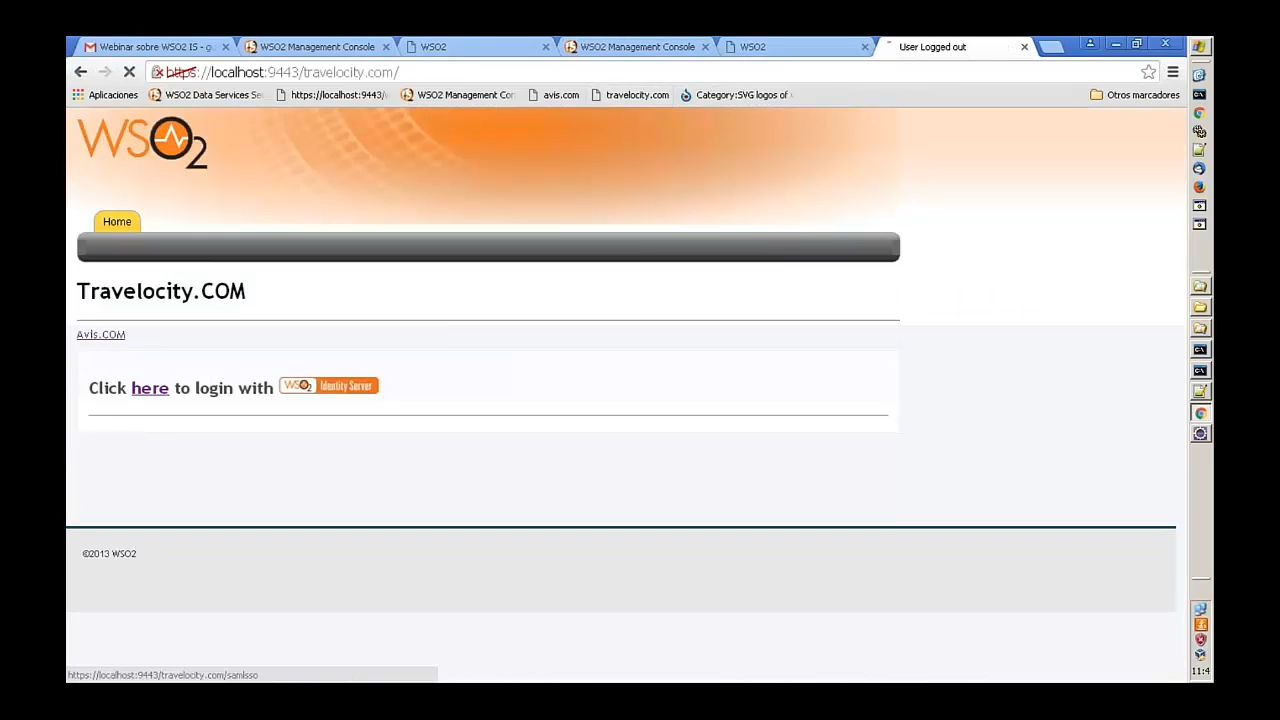 Webinar sobre WSO2 IS - g
WSO2 Management Console
WSO2
WSO2 Management Console
WSO2
User Logged out
https://localhost:9443/travelocity.com/
Aplicaciones
WSO2 Data Services Se
https://localhost:9443/
WSO2 Management Co
avis.com
travelocity.com
Category:SVG logos of
Otros marcadores
WSO2
Home
Travelocity.COM
Avis.COM
Click here to login with WSO2 Identity Server
©2013 WSO2
https://localhost:9443/travelocity.com/samlsso
11:4